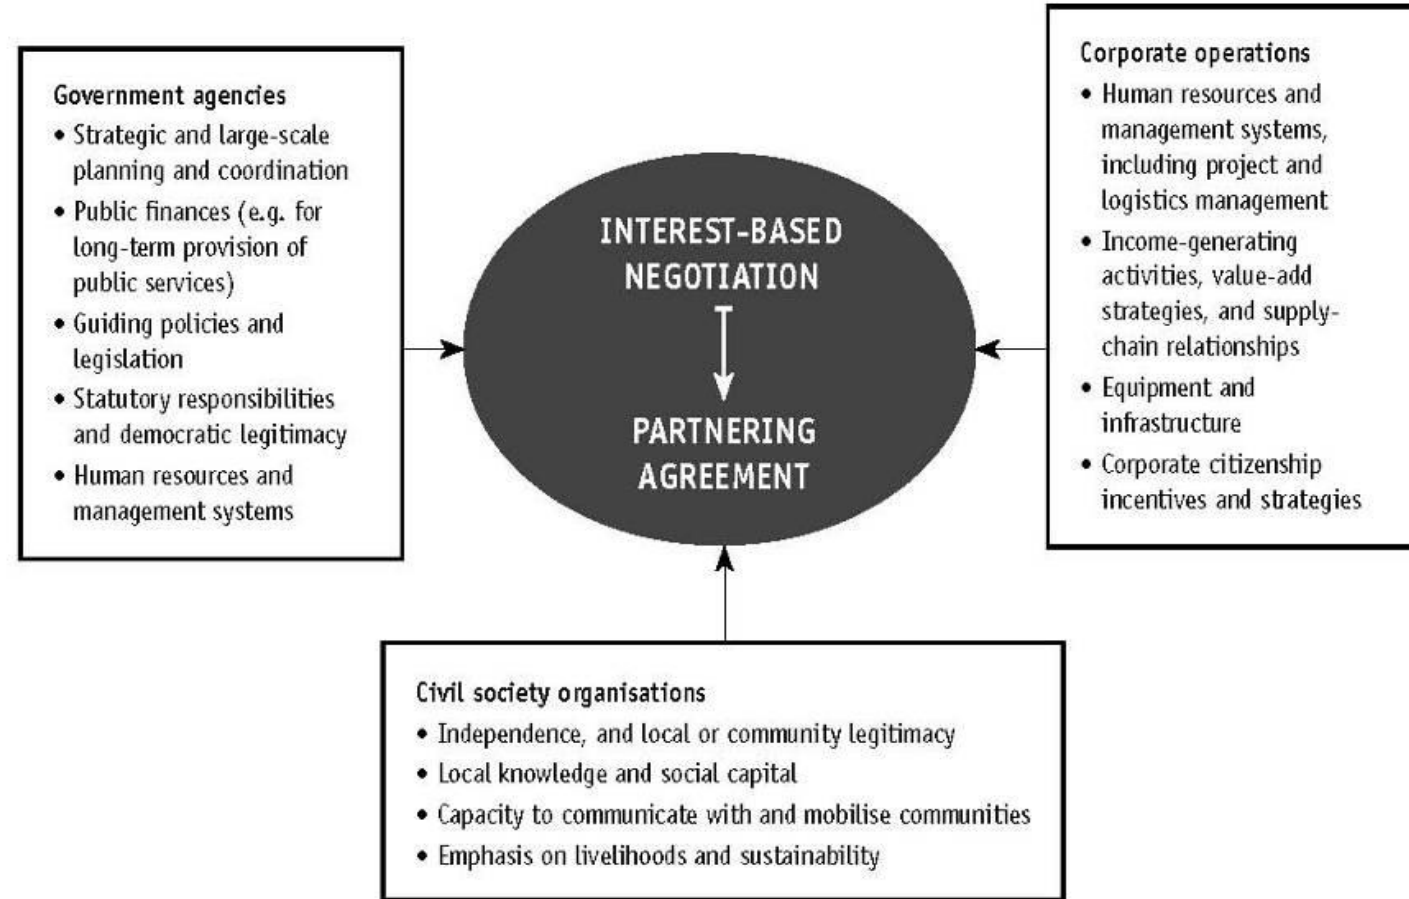 Government agencies
• Strategic and large-scale
planning and coordination
• Public finances (e.g. for
long-term provision of
public services)
• Guiding policies and
legislation
• Statutory responsibilities
and democratic legitimacy
• Human resources and
management systems
INTEREST-BASED
NEGOTIATION
PARTNERING
AGREEMENT
Corporate operations
• Human resources and
management systems,
including project and
logistics management
• Income-generating
activities, value-add
strategies, and supply-
chain relationships
• Equipment and
infrastructure
• Corporate citizenship
incentives and strategies
Civil society organisations
• Independence, and local or community legitimacy
• Local knowledge and social capital
• Capacity to communicate with and mobilise communities
• Emphasis on livelihoods and sustainability